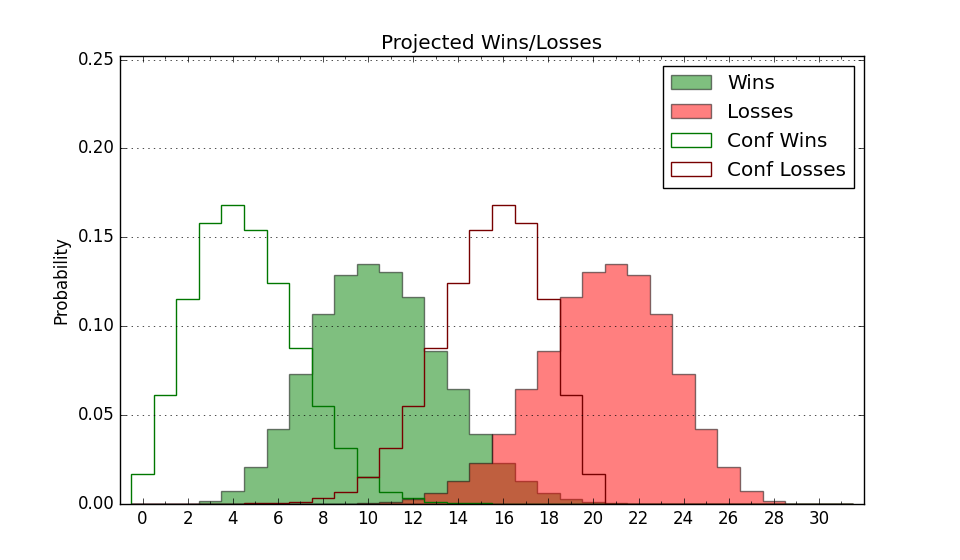 Projected Wins/Losses
0.25
0.20
0.15
0.10
0.05
0.00
Probability
Wins
Losses
Conf Wins
Conf Losses
0 2 4 6 8 10 12 14 16 18 20 22 24 26 28 30